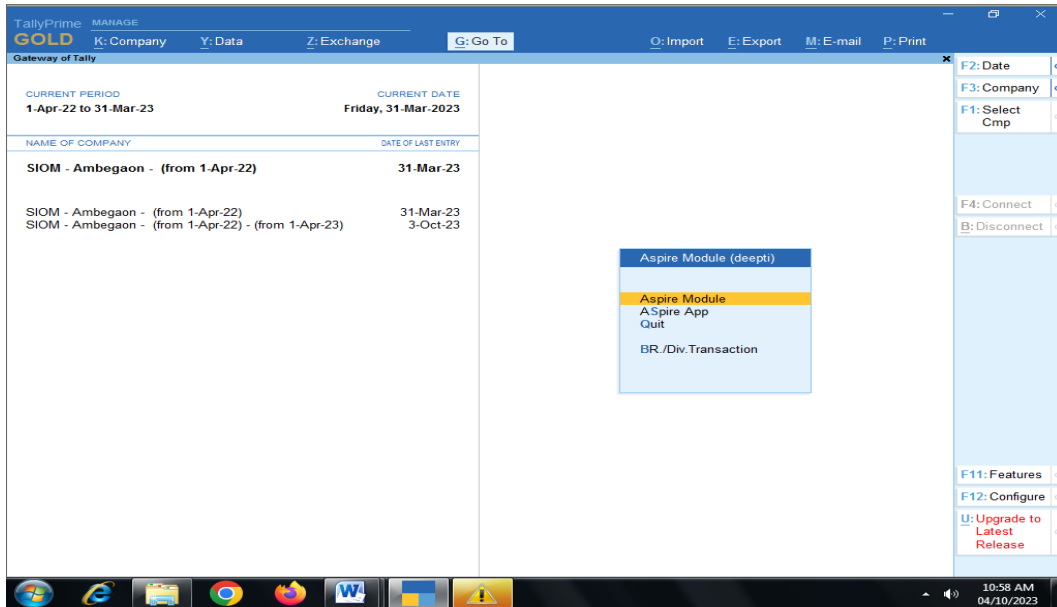 TallyPrime MANAGE
GOLD K: Company Y: Data Z: Exchange G: Go To O: Import E: Export M: E-mail P: Print
Gateway of Tally
CURRENT PERIOD CURRENT DATE
1-Apr-22 to 31-Mar-23 Friday, 31-Mar-2023
NAME OF COMPANY DATE OF LAST ENTRY
SIOM - Ambegaon - (from 1-Apr-22) 31-Mar-23
SIOM - Ambegaon - (from 1-Apr-22) 31-Mar-23
SIOM - Ambegaon - (from 1-Apr-22) - (from 1-Apr-23) 3-Oct-23
Aspire Module (deepti)
Aspire Module
ASpire App
Quit
BR./Div.Transaction
F2: Date
F3: Company
F1: Select
Cmp
F4: Connect
B: Disconnect
F11: Features
F12: Configure
U: Upgrade to
Latest
Release
10:58 AM
04/10/2023